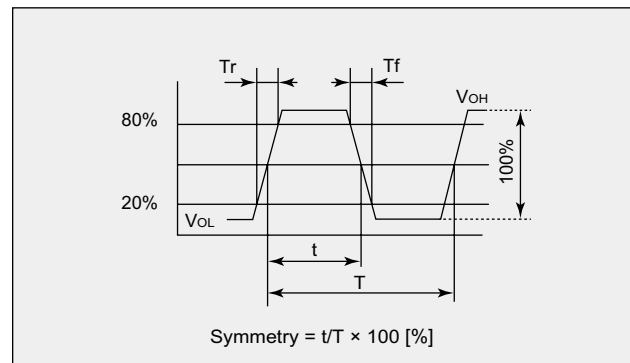 Tr
Tf
80%
VOH
100%
20%
VOL
t
T
Symmetry = t/T × 100 [%]